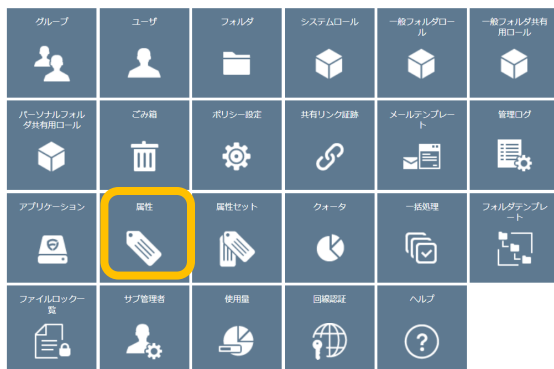 グループ
ユーザ
フォルダ
システムロール
一般フォルダロー
ル
一般フォルダ共有
用ロール
パーソナルフォル
ダ共有用ロール
ごみ箱
ポリシー設定
共有リンク証跡
メールテンプレー
ト
管理ログ
アプリケーション
属性
属性セット
クォータ
一括処理
フォルダテンプレ
ート
ファイルロック一
覧
サブ管理者
使用量
回線認証
ヘルプ